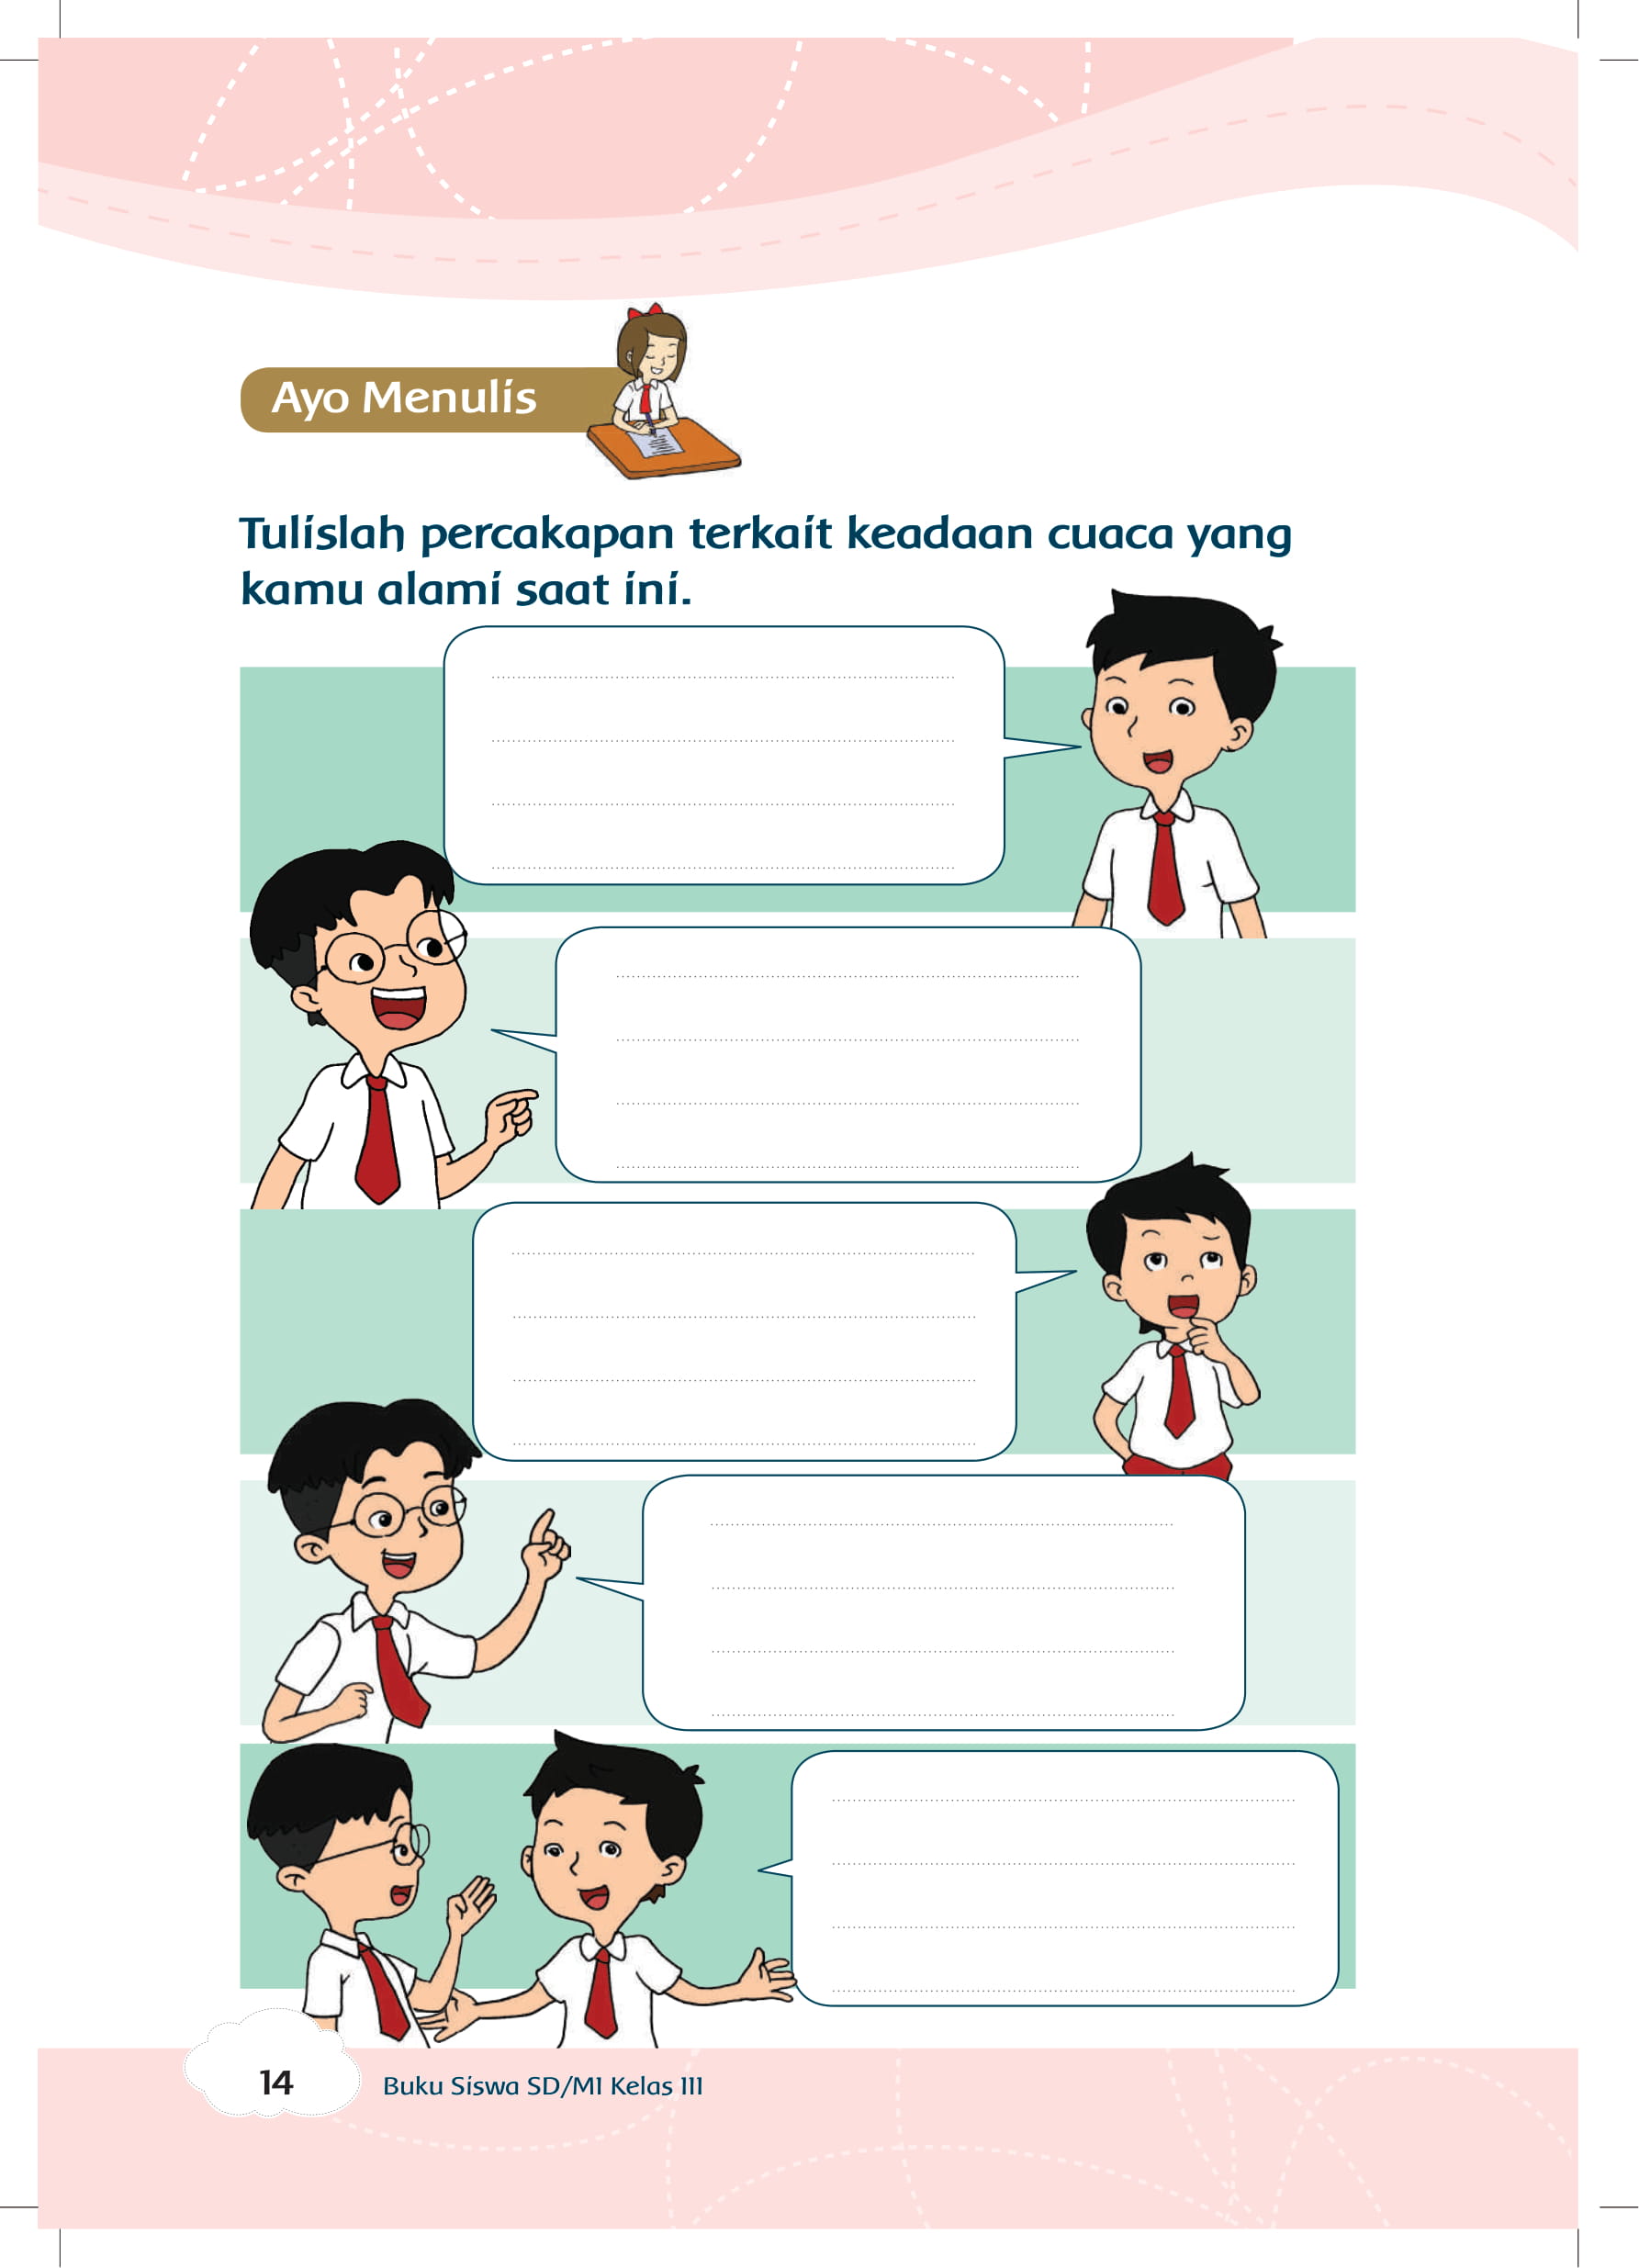 Ayo Menulis
Tulislah percakapan terkait keadaan cuaca yang
kamu alami saat ini.
14
Buku Siswa SD/MI Kelas III